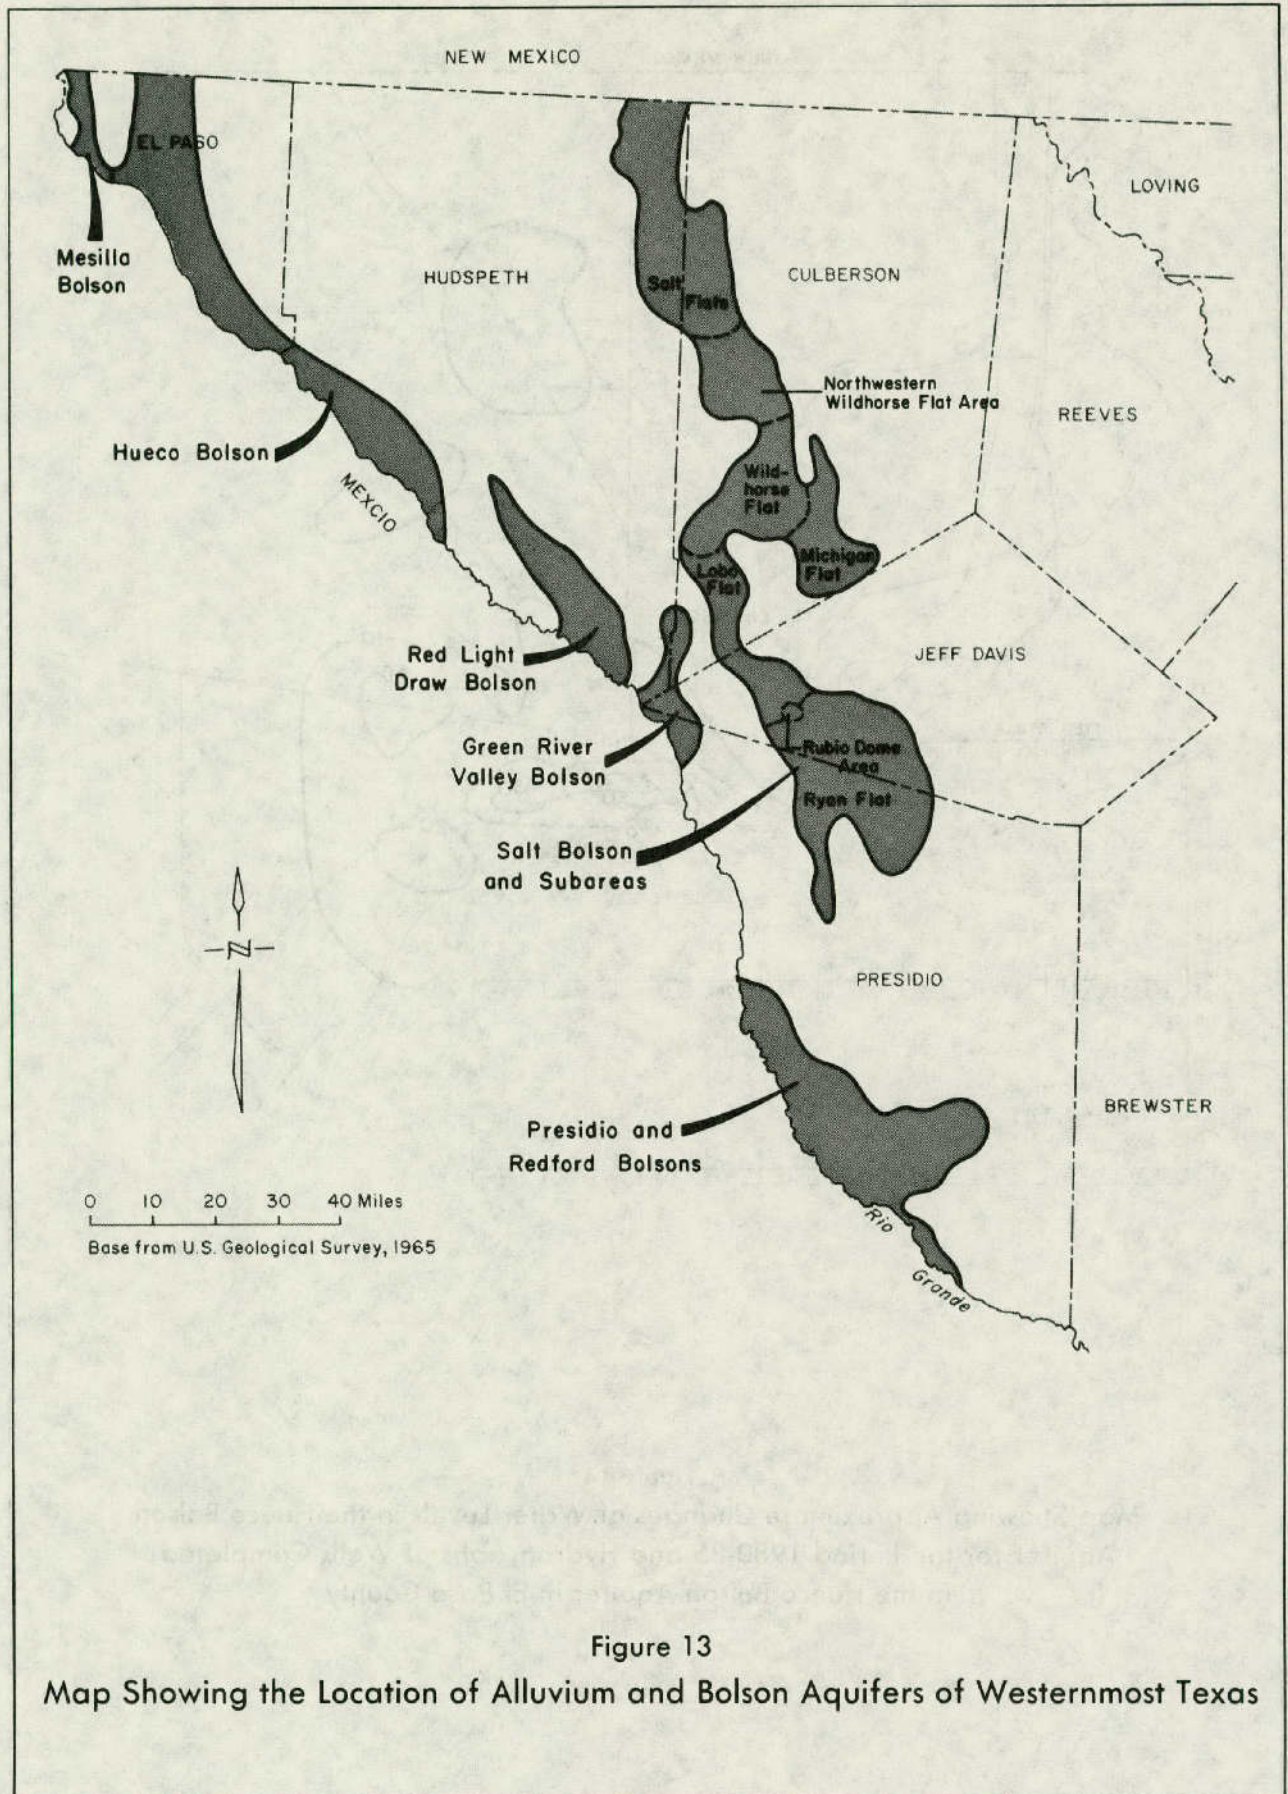 NEW MEXICO
EL PASO
LOVING
Mesilla
Bolson
HUDSPETH
CULBERSON
Salt
Flats
Northwestern
Wildhorse Flat Area
REEVES
Hueco Bolson
MEXCIO
Wild-
horse
Flat
Michigan
Flat
Lobo
Flat
Red Light
Draw Bolson
JEFF DAVIS
Green River
Valley Bolson
Rubio Dome
Area
Ryan Flat
Salt Bolson
and Subareas
N
PRESIDIO
BREWSTER
Presidio and
Redford Bolsons
0 10 20 30 40 Miles
Base from U.S. Geological Survey, 1965
Rio
Grande
Figure 13
Map Showing the Location of Alluvium and Bolson Aquifers of Westernmost Texas